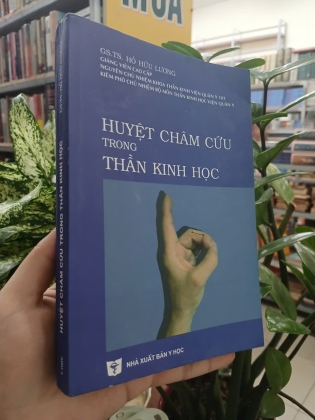 MUA
GS.TS. HỒ HỮU LƯƠNG
GIẢNG VIÊN CAO CẤP
NGUYÊN CHỦ NHIỆM KHOA THẦN KINH VIỆN QUÂN Y 103
KIÊM PHÓ CHỦ NHIỆM BỘ MÔN THẦN KINH HỌC VIỆN QUÂN Y
HUYỆT CHÂM CỨU
TRONG
THẦN KINH HỌC
NHÀ XUẤT BẢN Y HỌC
HUYỆT CHÂM CỨU TRONG THẦN KINH HỌC